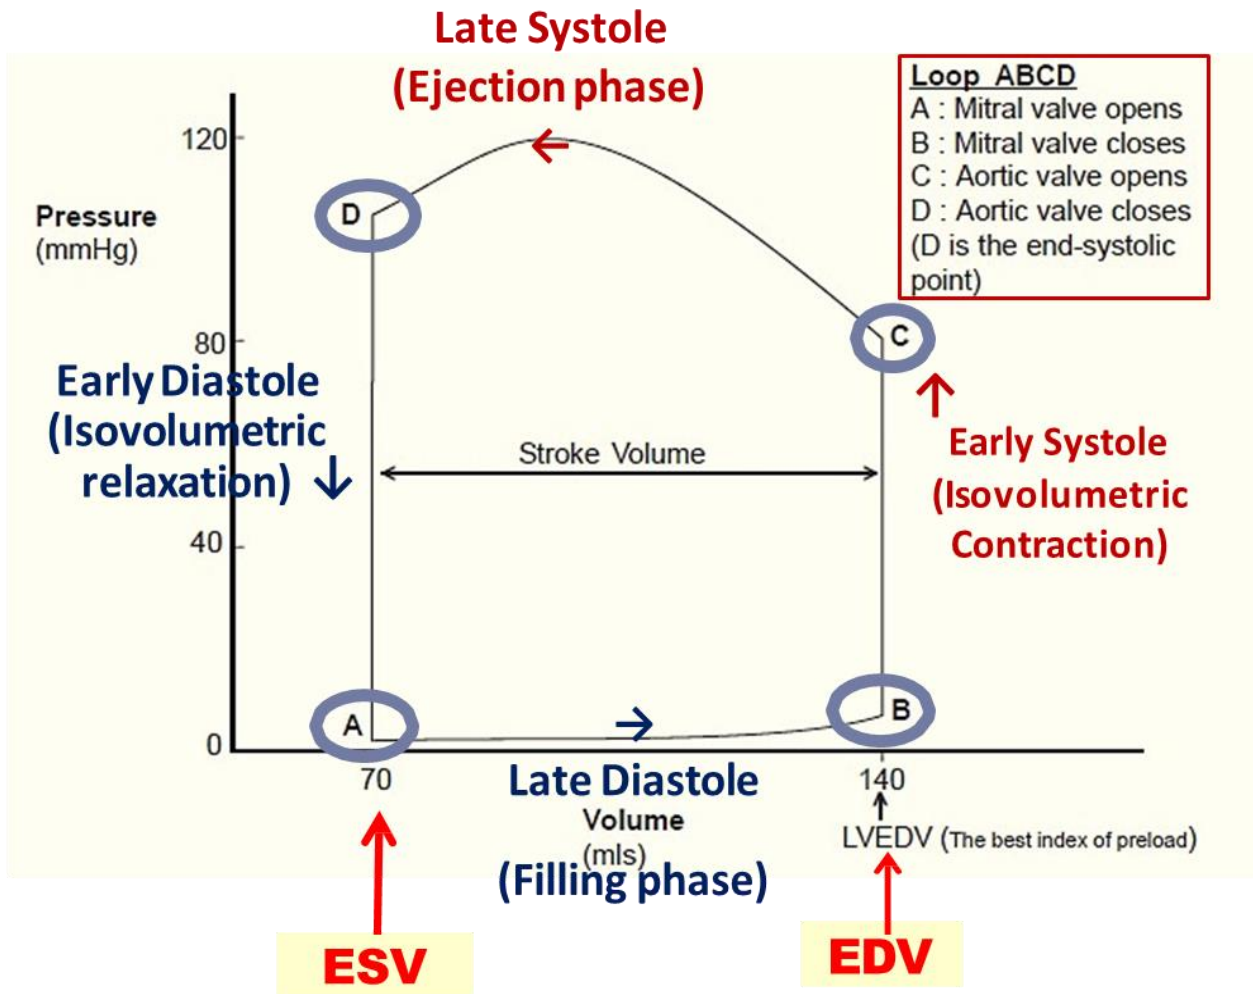 Late Systole
(Ejection phase)
Loop ABCD
A : Mitral valve opens
B : Mitral valve closes
C : Aortic valve opens
D : Aortic valve closes
(D is the end-systolic
point)
120
Pressure
(mmHg)
D
C
80
Early Diastole
(Isovolumetric
relaxation)
Stroke Volume
Early Systole
(Isovolumetric
Contraction)
40
A
B
0
70
Late Diastole
140
Volume
(mls)
LVEDV (The best index of preload)
(Filling phase)
ESV
EDV